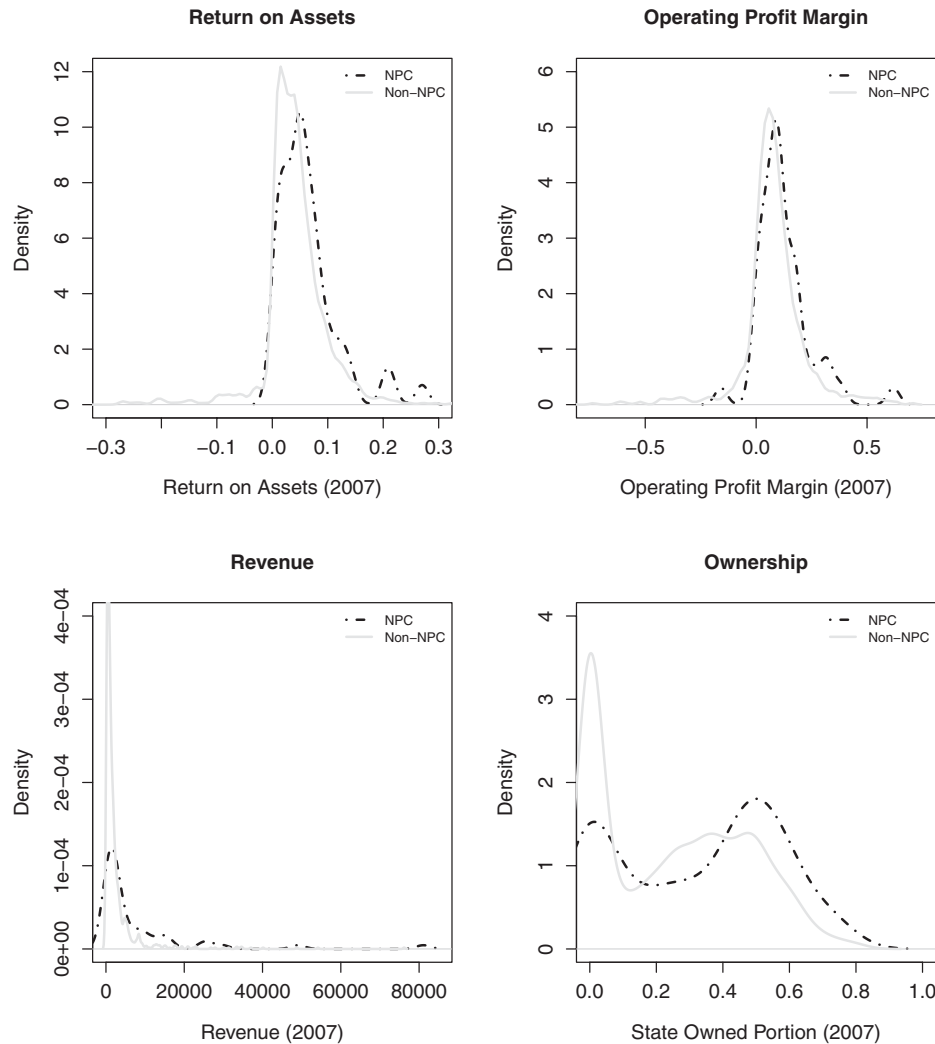 Return on Assets
NPC
Non−NPC
Density
0 2 4 6 8 10 12
−0.3 −0.1 0.0 0.1 0.2 0.3
Return on Assets (2007)
Operating Profit Margin
NPC
Non−NPC
Density
0 1 2 3 4 5 6
−0.5 0.0 0.5
Operating Profit Margin (2007)
Revenue
NPC
Non−NPC
Density
0e+00 1e−04 2e−04 3e−04 4e−04
0 20000 40000 60000 80000
Revenue (2007)
Ownership
NPC
Non−NPC
Density
0 1 2 3 4
0.0 0.2 0.4 0.6 0.8 1.0
State Owned Portion (2007)